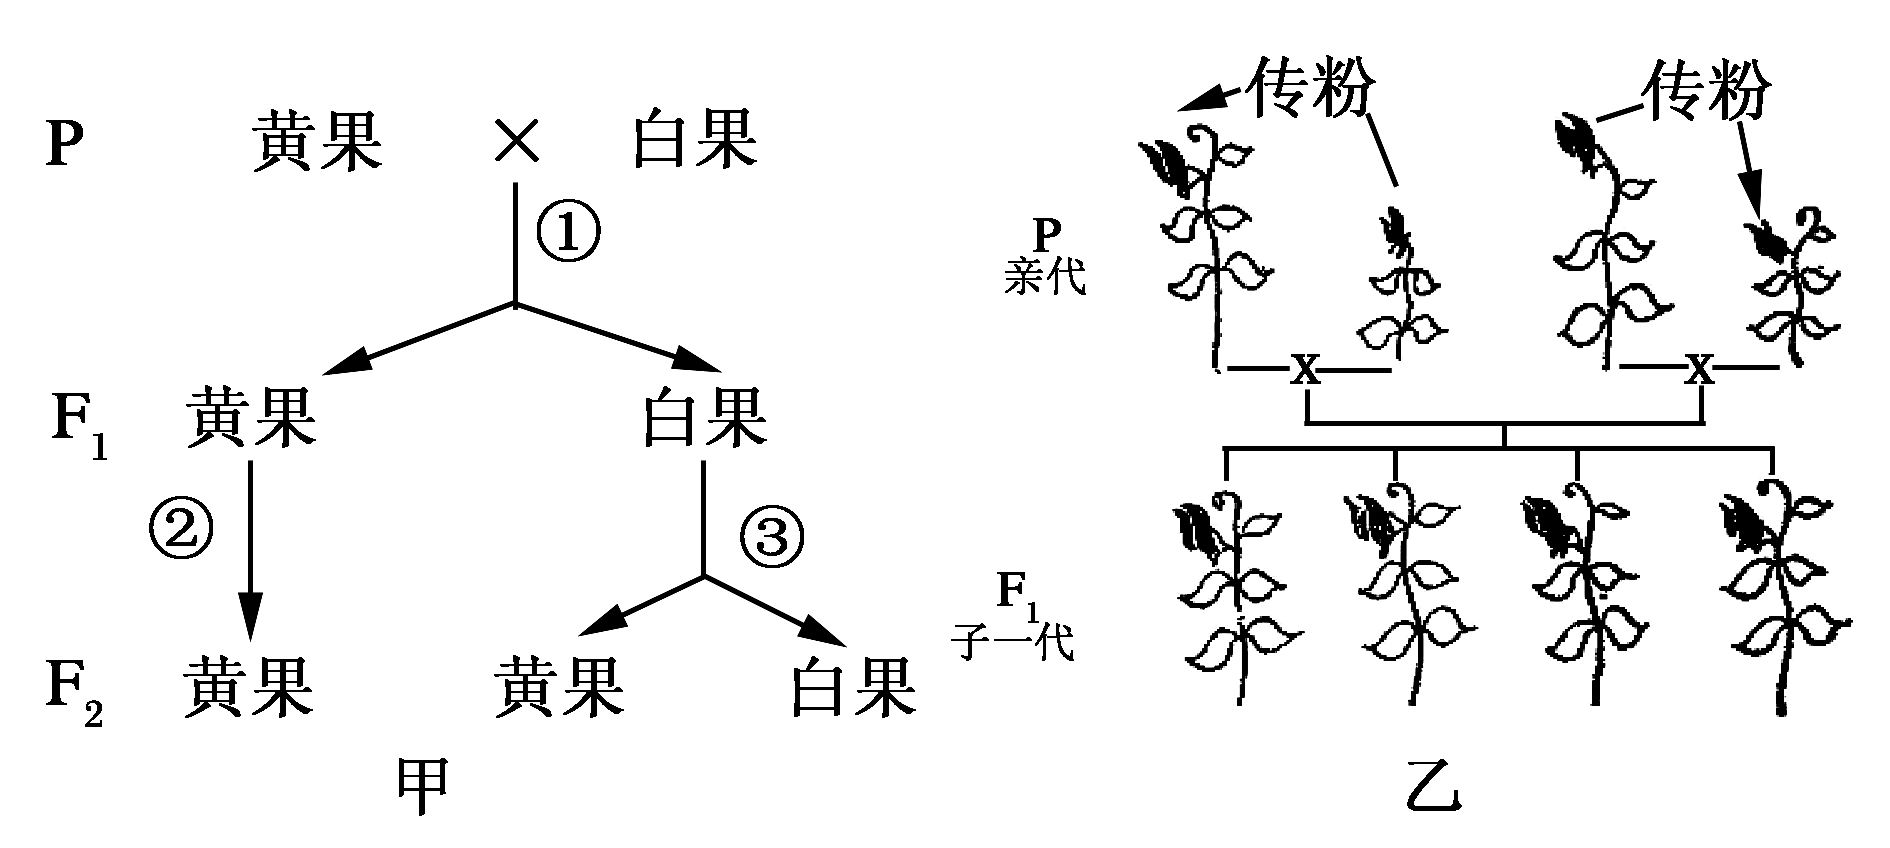 P 黄果 × 白果
①
F₁ 黄果 白果
② ③
F₂ 黄果 黄果 白果
甲
传粉 传粉
P
亲代
X X
F₁
子一代
乙